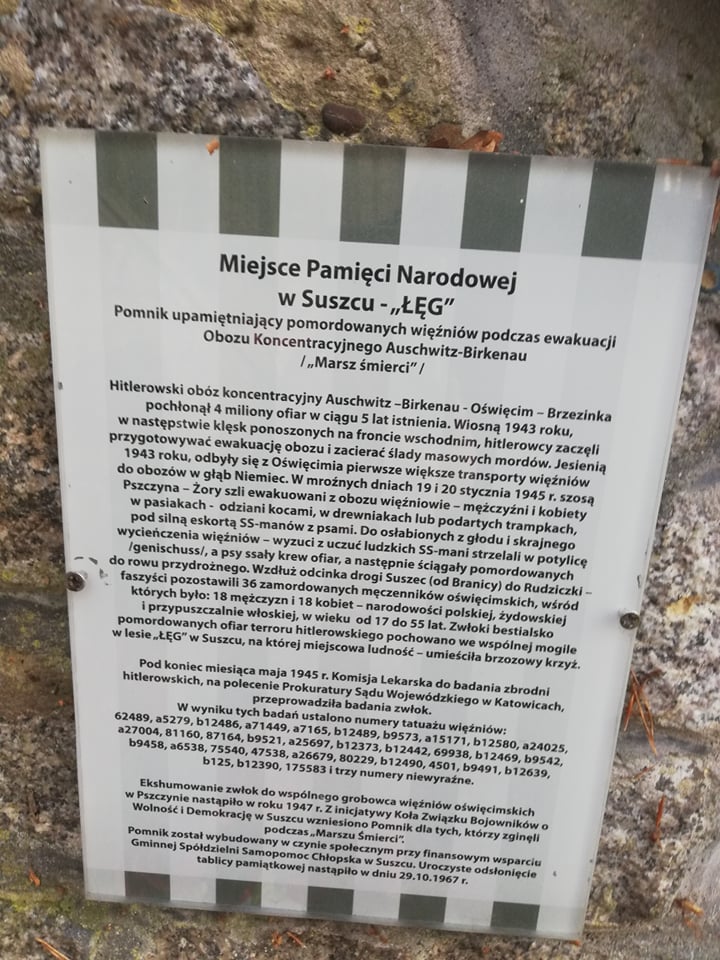 Miejsce Pamięci Narodowej
w Suszcu - „ŁĘG”
Pomnik upamiętniający pomordowanych więźniów podczas ewakuacji
Obozu Koncentracyjnego Auschwitz-Birkenau
/ „Marsz śmierci” /
Hitlerowski obóz koncentracyjny Auschwitz –Birkenau - Oświęcim – Brzezinka
pochłonął 4 miliony ofiar w ciągu 5 lat istnienia. Wiosną 1943 roku,
w następstwie klęsk ponoszonych na froncie wschodnim, hitlerowcy zaczęli
przygotowywać ewakuację obozu i zacierać ślady masowych mordów. Jesienią
1943 roku, odbyły się z Oświęcimia pierwsze większe transporty więźniów
do obozów w głąb Niemiec. W mroźnych dniach 19 i 20 stycznia 1945 r. szosą
Pszczyna – Żory szli ewakuowani z obozu więźniowie – mężczyźni i kobiety
w pasiakach - odziani kocami, w drewniakach lub podartych trampkach,
pod silną eskortą SS-manów z psami. Do osłabionych z głodu i skrajnego
wycieńczenia więźniów – wyzuci z uczuć ludzkich SS-mani strzelali w potylicę
/genischuss/, a psy ssały krew ofiar, a następnie ściągały pomordowanych
do rowu przydrożnego. Wzdłuż odcinka drogi Suszec (od Branicy) do Rudziczki –
faszyści pozostawili 36 zamordowanych męczenników oświęcimskich, wśród
których było: 18 mężczyzn i 18 kobiet – narodowości polskiej, żydowskiej
i przypuszczalnie włoskiej, w wieku od 17 do 55 lat. Zwłoki bestialsko
pomordowanych ofiar terroru hitlerowskiego pochowano we wspólnej mogile
w lesie „ŁĘG” w Suszcu, na której miejscowa ludność – umieściła brzozowy krzyż.
Pod koniec miesiąca maja 1945 r. Komisja Lekarska do badania zbrodni
hitlerowskich, na polecenie Prokuratury Sądu Wojewódzkiego w Katowicach,
przeprowadziła badania zwłok.
W wyniku tych badań ustalono numery tatuażu więźniów:
62489, a5279, b12486, a71449, a7165, b12489, b9573, a15171, b12580, a24025,
a27004, 81160, 87164, b9521, a25697, b12373, b12442, 69938, b12469, b9542,
b9458, a6538, 75540, 47538, a26679, 80229, b12490, 4501, b9491, b12639,
b125, b12390, 175583 i trzy numery niewyraźne.
Ekshumowanie zwłok do wspólnego grobowca więźniów oświęcimskich
w Pszczynie nastąpiło w roku 1947 r. Z inicjatywy Koła Związku Bojowników o
Wolność i Demokrację w Suszcu wzniesiono Pomnik dla tych, którzy zginęli
podczas „Marszu Śmierci”.
Pomnik został wybudowany w czynie społecznym przy finansowym wsparciu
Gminnej Spółdzielni Samopomoc Chłopska w Suszcu. Uroczyste odsłonięcie
tablicy pamiątkowej nastąpiło w dniu 29.10.1967 r.